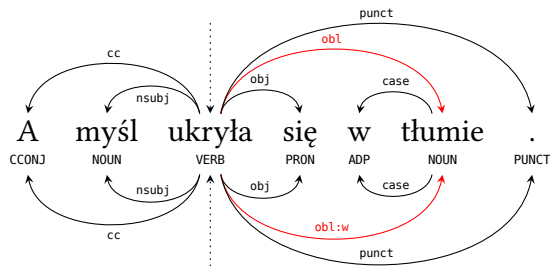 punct
obl
cc
obj
case
nsubj
A myśl ukryła się w tłumie .
CCONJ NOUN VERB PRON ADP NOUN PUNCT
nsubj obj case
obl:w
cc
punct